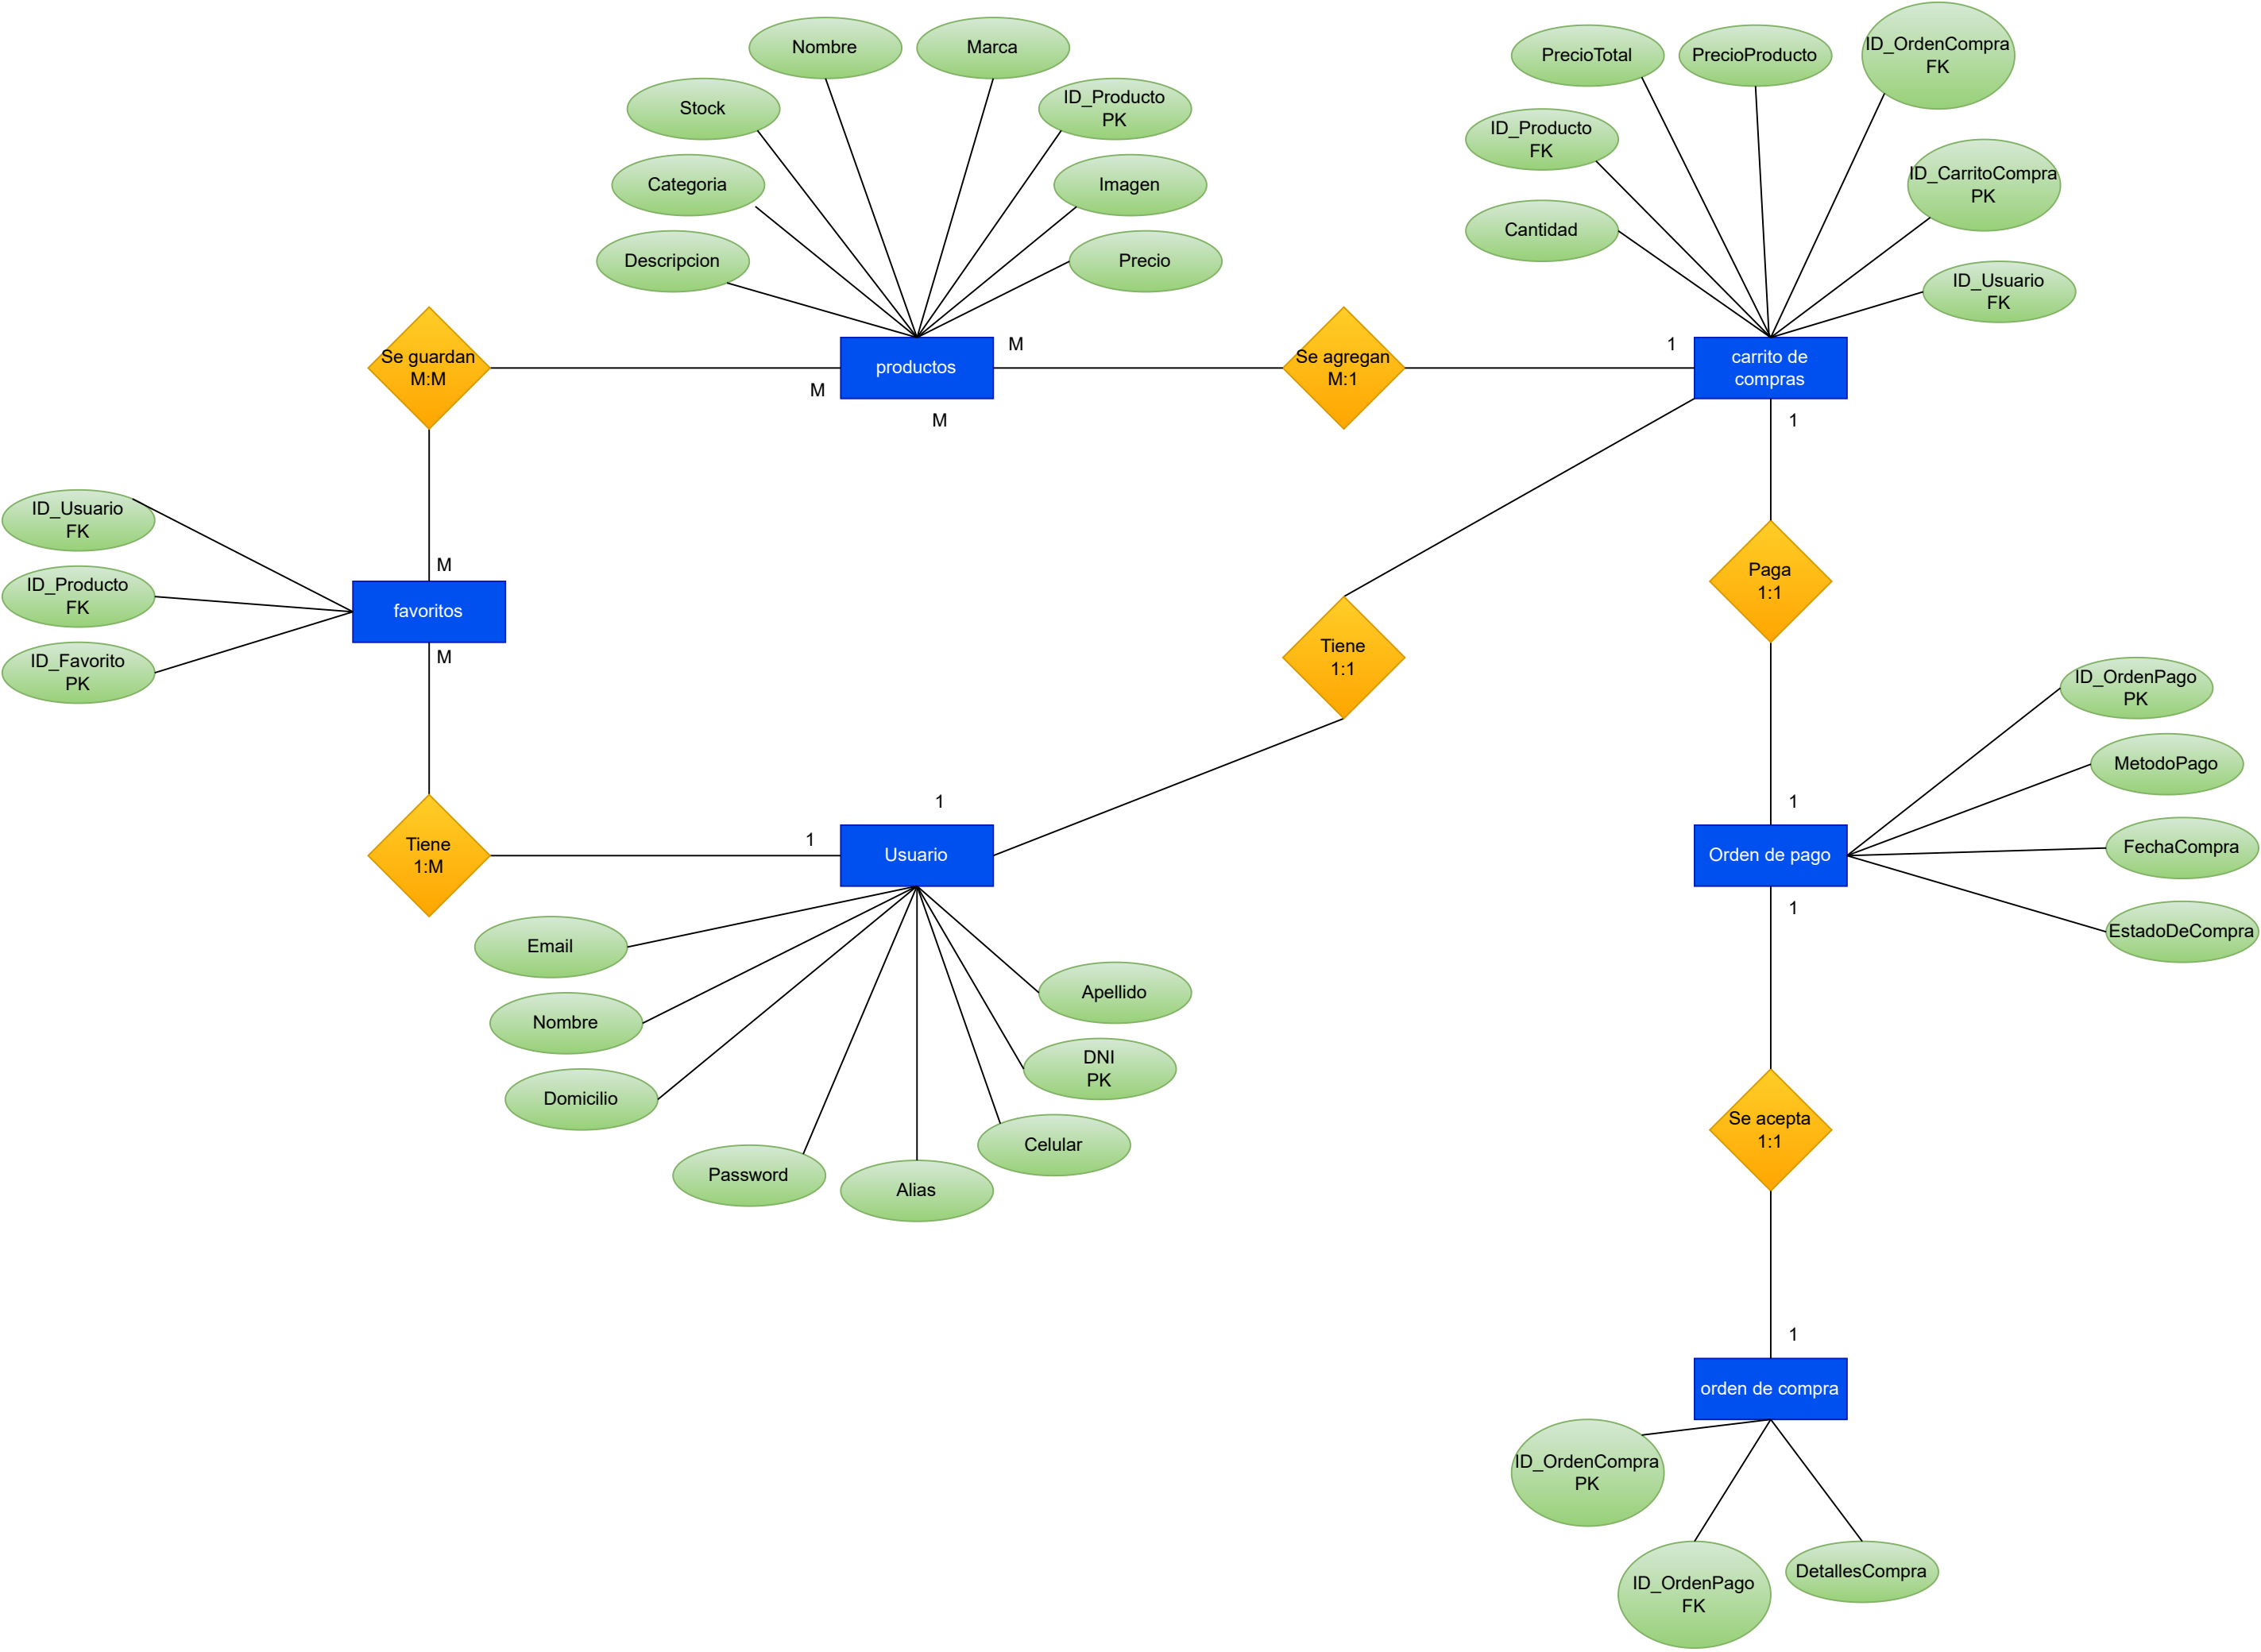 Nombre
Marca
PrecioTotal
PrecioProducto
ID_OrdenCompra
FK
Stock
ID_Producto
PK
ID_Producto
FK
Categoria
Imagen
ID_CarritoCompra
PK
Descripcion
Precio
Cantidad
ID_Usuario
FK
Se guardan
M:M
M
productos
M
M
Se agregan
M:1
1
carrito de
compras
1
ID_Usuario
FK
ID_Producto
FK
ID_Favorito
PK
M
favoritos
M
Tiene
1:1
Paga
1:1
ID_OrdenPago
PK
MetodoPago
FechaCompra
EstadoDeCompra
Tiene
1:M
1
1
Usuario
1
Orden de pago
1
Email
Nombre
Domicilio
Password
Alias
Celular
DNI
PK
Apellido
Se acepta
1:1
1
orden de compra
ID_OrdenCompra
PK
ID_OrdenPago
FK
DetallesCompra